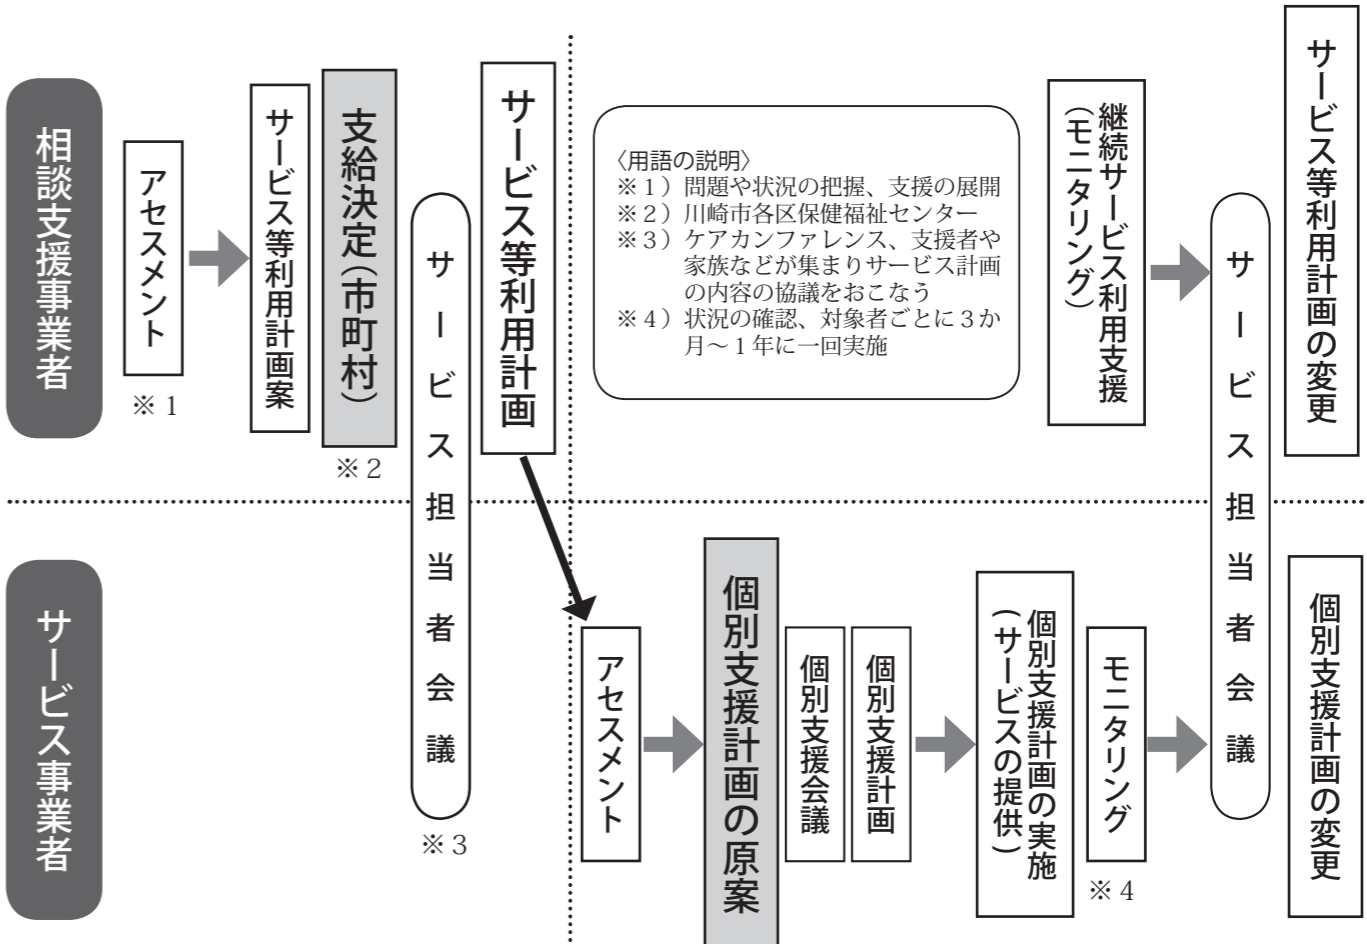 相談支援事業者
アセスメント
※１
サービス等利用計画案
支給決定（市町村）
※２
サービス担当者会議
※３
サービス等利用計画
〈用語の説明〉
※１）問題や状況の把握、支援の展開
※２）川崎市各区保健福祉センター
※３）ケアカンファレンス、支援者や
家族などが集まりサービス計画
の内容の協議をおこなう
※４）状況の確認、対象者ごとに３か
月～１年に一回実施
継続サービス利用支援
（モニタリング）
サービス担当者会議
サービス等利用計画の変更
サービス事業者
アセスメント
個別支援計画の原案
個別支援会議
個別支援計画
個別支援計画の実施
（サービスの提供）
モニタリング
※４
個別支援計画の変更